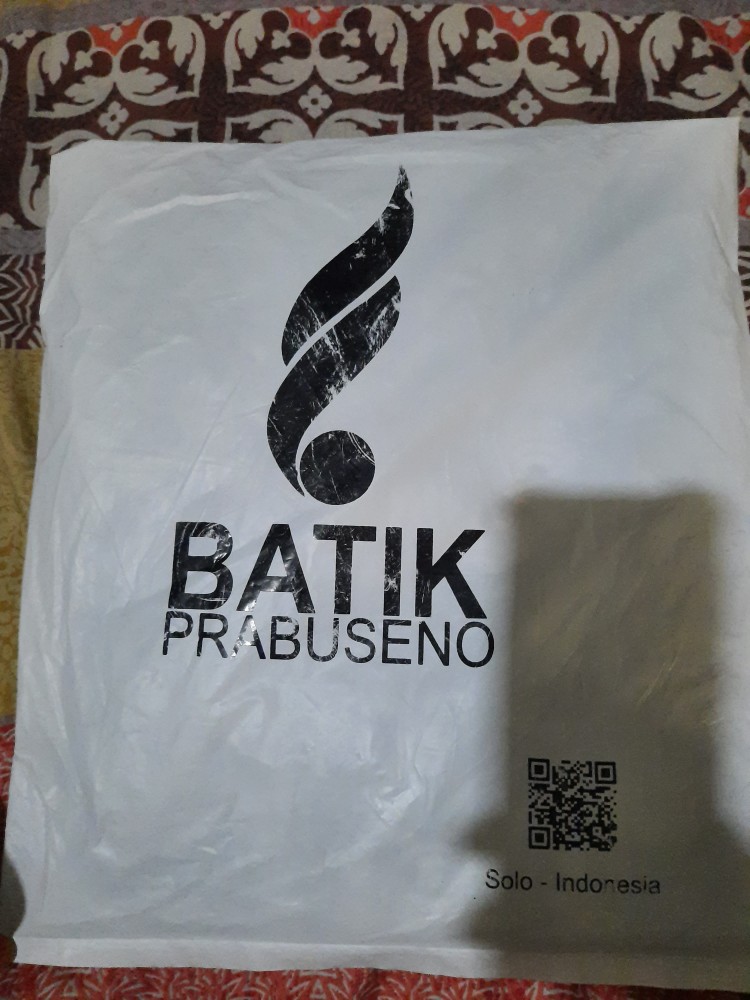 BATIK
PRABUSENO
Solo - Indonesia